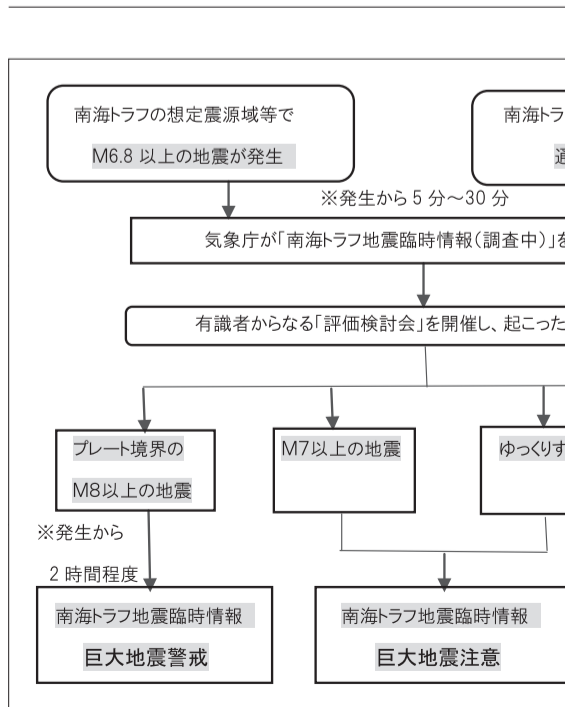 南海トラフの想定震源域等で
M6.8 以上の地震が発生
南海トラ
通
※発生から 5 分～30 分
気象庁が「南海トラフ地震臨時情報（調査中）」を
有識者からなる「評価検討会」を開催し、起こった
プレート境界の
M8以上の地震
M7以上の地震
ゆっくりす
※発生から
2 時間程度
南海トラフ地震臨時情報
巨大地震警戒
南海トラフ地震臨時情報
巨大地震注意